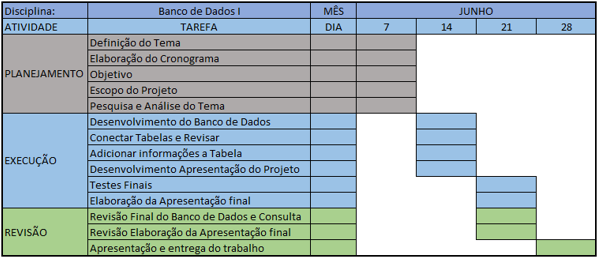 Disciplina: Banco de Dados I MÊS JUNHO
ATIVIDADE TAREFA DIA 7 14 21 28
PLANEJAMENTO
Definição do Tema
Elaboração do Cronograma
Objetivo
Escopo do Projeto
Pesquisa e Análise do Tema
EXECUÇÃO
Desenvolvimento do Banco de Dados
Conectar Tabelas e Revisar
Adicionar informações a Tabela
Desenvolvimento Apresentação do Projeto
Testes Finais
Elaboração da Apresentação final
REVISÃO
Revisão Final do Banco de Dados e Consulta
Revisão Elaboração da Apresentação final
Apresentação e entrega do trabalho